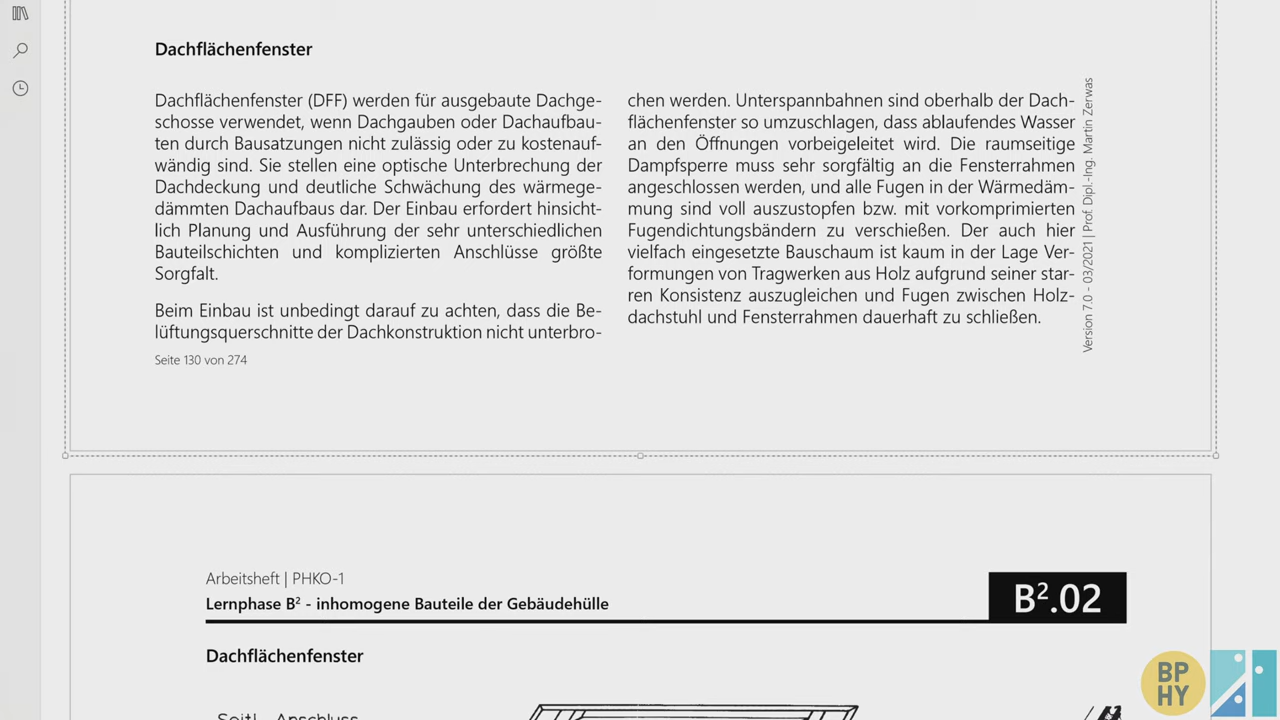 Dachflächenfenster
Dachflächenfenster (DFF) werden für ausgebaute Dachge-
schosse verwendet, wenn Dachgauben oder Dachaufbau-
ten durch Bausatzungen nicht zulässig oder zu kostenauf-
wändig sind. Sie stellen eine optische Unterbrechung der
Dachdeckung und deutliche Schwächung des wärmege-
dämmten Dachaufbaus dar. Der Einbau erfordert hinsicht-
lich Planung und Ausführung der sehr unterschiedlichen
Bauteilschichten und komplizierten Anschlüsse größte
Sorgfalt.
Beim Einbau ist unbedingt darauf zu achten, dass die Be-
lüftungsquerschnitte der Dachkonstruktion nicht unterbro-
Seite 130 von 274
chen werden. Unterspannbahnen sind oberhalb der Dach-
flächenfenster so umzuschlagen, dass ablaufendes Wasser
an den Öffnungen vorbeigeleitet wird. Die raumseitige
Dampfsperre muss sehr sorgfältig an die Fensterrahmen
angeschlossen werden, und alle Fugen in der Wärmedäm-
mung sind voll auszustopfen bzw. mit vorkomprimierten
Fugendichtungsbändern zu verschießen. Der auch hier
vielfach eingesetzte Bauschaum ist kaum in der Lage Ver-
formungen von Tragwerken aus Holz aufgrund seiner star-
ren Konsistenz auszugleichen und Fugen zwischen Holz-
dachstuhl und Fensterrahmen dauerhaft zu schließen.
Version 7.0 - 03/2021 | Prof. Dipl.-Ing. Martin Zerwas
Arbeitsheft | PHKO-1
Lernphase B² - inhomogene Bauteile der Gebäudehülle
B².02
Dachflächenfenster
Seitl. Anschluss
BP
HY